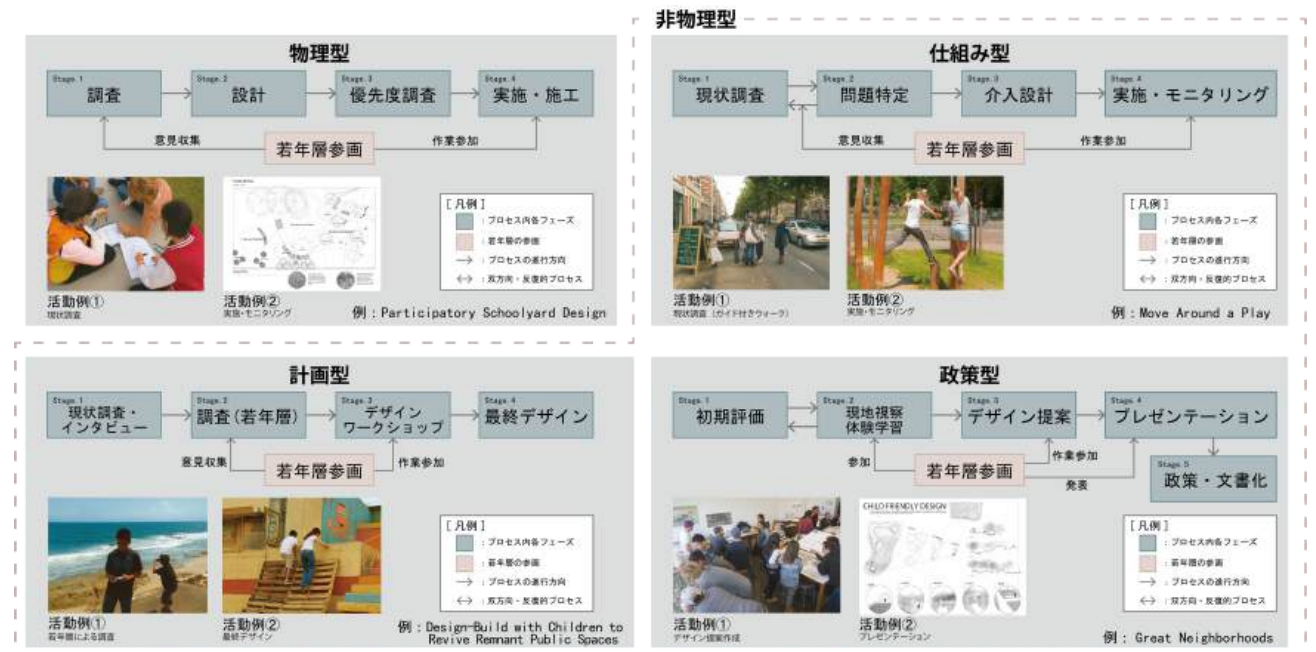 非物理型
物理型
Stage.1
調査
Stage.2
設計
Stage.3
優先度調査
Stage.4
実施・施工
意見収集
若年層参画
作業参加
[凡例]
：プロセス内各フェーズ
：若年層の参画
：プロセスの進行方向
：双方向・反復的プロセス
活動例①
現状調査
活動例②
実施・モニタリング
例：Participatory Schoolyard Design
仕組み型
Stage.1
現状調査
Stage.2
問題特定
Stage.3
介入設計
Stage.4
実施・モニタリング
意見収集
若年層参画
作業参加
[凡例]
：プロセス内各フェーズ
：若年層の参画
：プロセスの進行方向
：双方向・反復的プロセス
活動例①
現状調査（ガイド付きウォーク）
活動例②
実施・モニタリング
例：Move Around a Play
計画型
Stage.1
現状調査・
インタビュー
Stage.2
調査(若年層)
Stage.3
デザイン
ワークショップ
Stage.4
最終デザイン
意見収集
若年層参画
作業参加
[凡例]
：プロセス内各フェーズ
：若年層の参画
：プロセスの進行方向
：双方向・反復的プロセス
活動例①
若年層による調査
活動例②
最終デザイン
例：Design-Build with Children to
Revive Remnant Public Spaces
政策型
Stage.1
初期評価
Stage.2
現地視察
体験学習
Stage.3
デザイン提案
Stage.4
プレゼンテーション
参加
若年層参画
作業参加
発表
Stage.5
政策・文書化
CHILD FRIENDLY DESIGN
[凡例]
：プロセス内各フェーズ
：若年層の参画
：プロセスの進行方向
：双方向・反復的プロセス
活動例①
デザイン提案作成
活動例②
プレゼンテーション
例：Great Neighborhoods